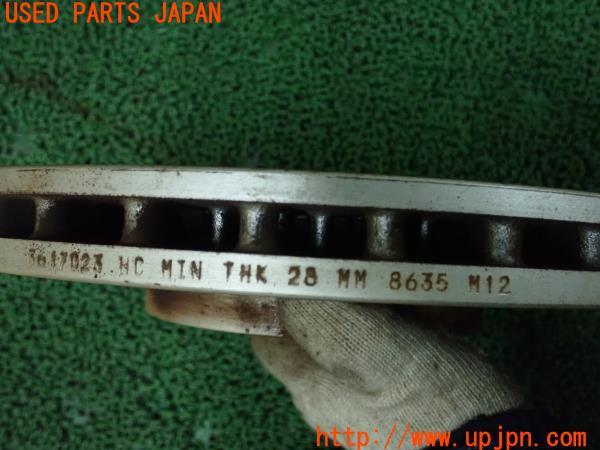 USED PARTS JAPAN
3617023 HC MIN THK 28 MM 8635 M12
http://www.upjpn.com/